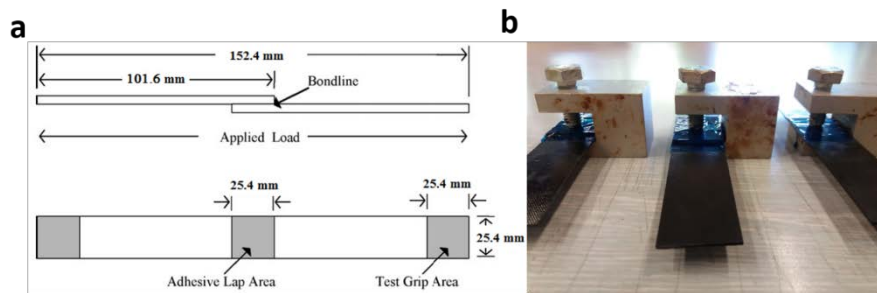 a
152.4 mm
101.6 mm
Bondline
Applied Load
25.4 mm
25.4 mm
25.4 mm
Adhesive Lap Area
Test Grip Area
b